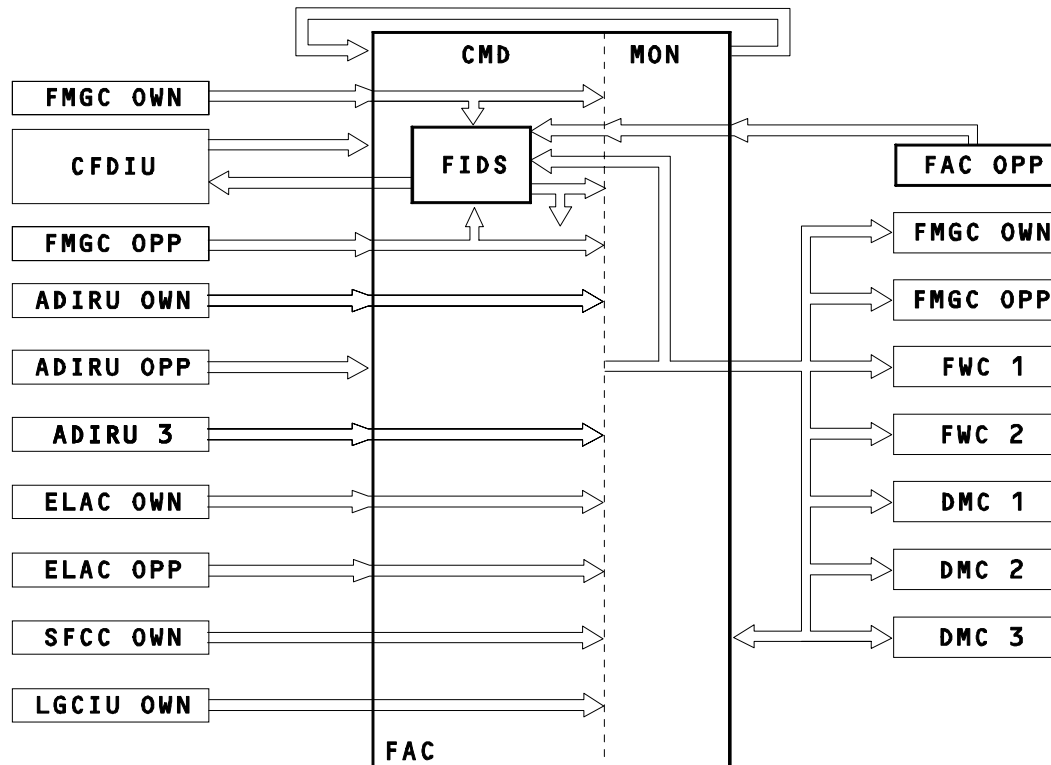 CMD
MON
FMGC OWN
CFDIU
FIDS
FAC OPP
FMGC OPP
FMGC OWN
ADIRU OWN
FMGC OPP
ADIRU OPP
FWC 1
ADIRU 3
FWC 2
ELAC OWN
DMC 1
ELAC OPP
DMC 2
SFCC OWN
DMC 3
LGCIU OWN
FAC